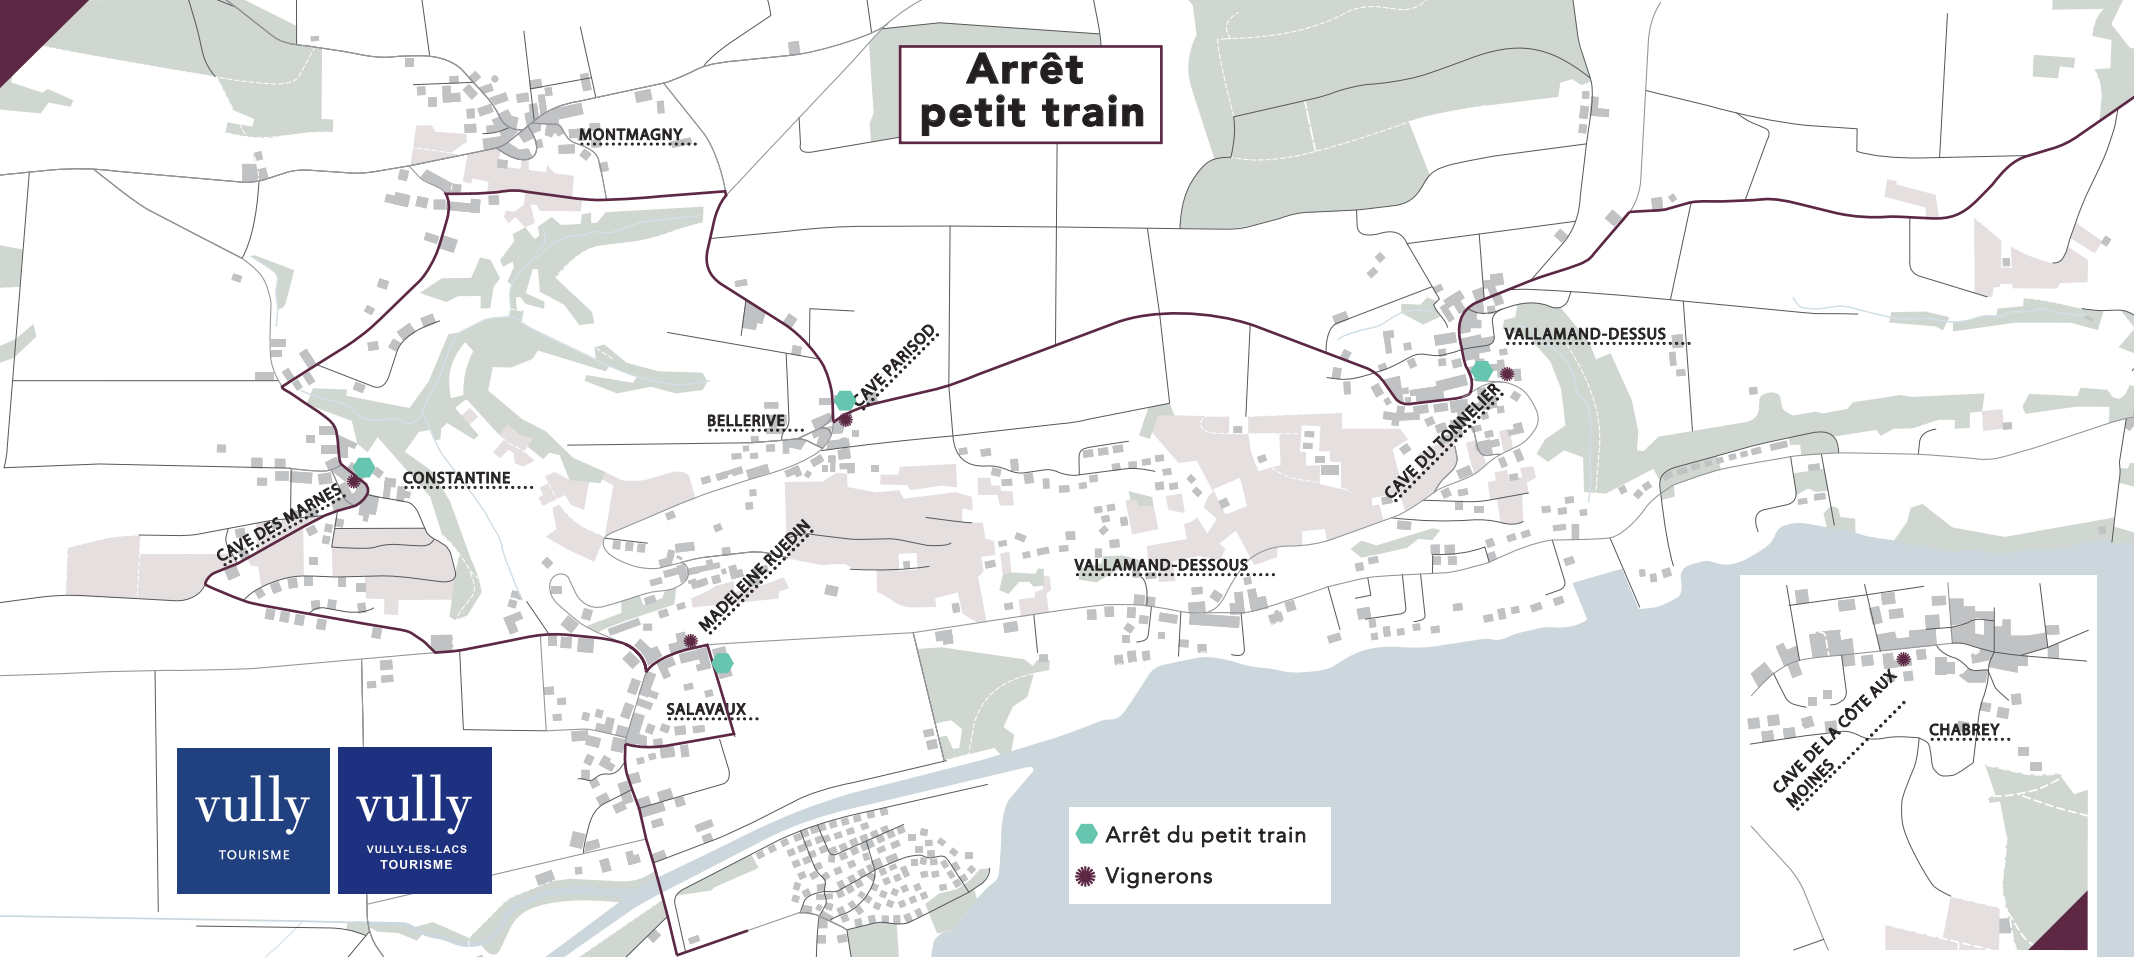 Arrêt
petit train
MONTMAGNY
CAVE PARISOD
VALLAMAND-DESSUS
BELLERIVE
CAVE DU TONNELIER
CONSTANTINE
CAVE DES MARNES
MADELEINE RUEDIN
VALLAMAND-DESSOUS
SALAVAUX
CAVE DE LA CÔTE AUX
MOINES
CHABREY
vully
TOURISME
vully
VULLY-LES-LACS
TOURISME
Arrêt du petit train
Vignerons